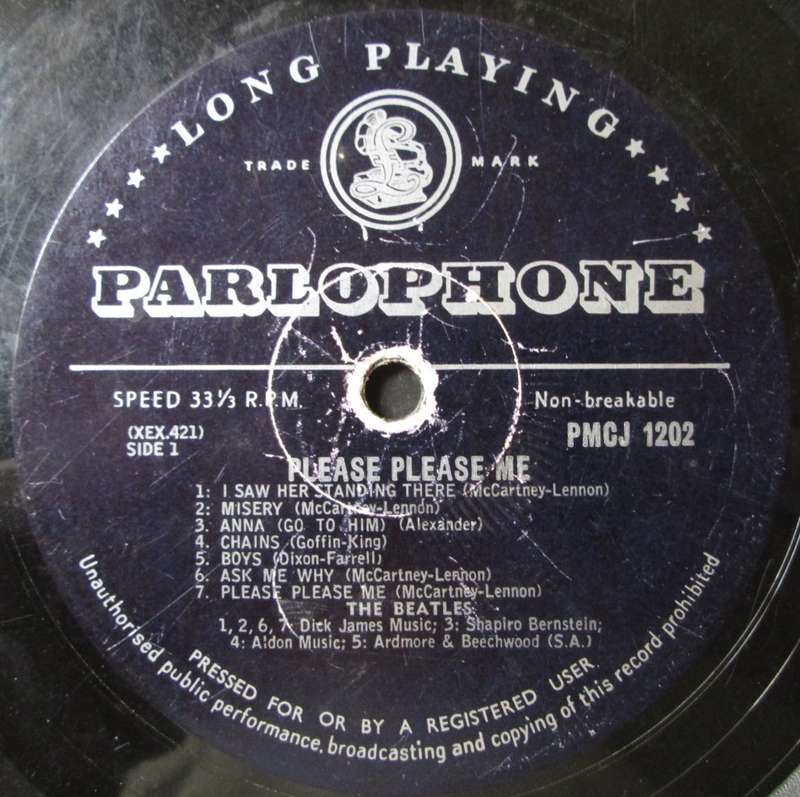 LONG PLAYING
TRADE MARK
PARLOPHONE
SPEED 33⅓ R.P.M.
Non-breakable
(XEX.421)
SIDE 1
PMCJ 1202
PLEASE PLEASE ME
1: I SAW HER STANDING THERE (McCartney-Lennon)
2: MISERY (McCartney-Lennon)
3: ANNA (GO TO HIM) (Alexander)
4: CHAINS (Goffin-King)
5: BOYS (Dixon-Farrell)
6: ASK ME WHY (McCartney-Lennon)
7: PLEASE PLEASE ME (McCartney-Lennon)
THE BEATLES
1, 2, 6, 7: Dick James Music; 3: Shapiro Bernstein;
4: Aldon Music; 5: Ardmore & Beechwood (S.A.)
PRESSED FOR OR BY A REGISTERED USER
Unauthorised public performance, broadcasting and copying of this record prohibited